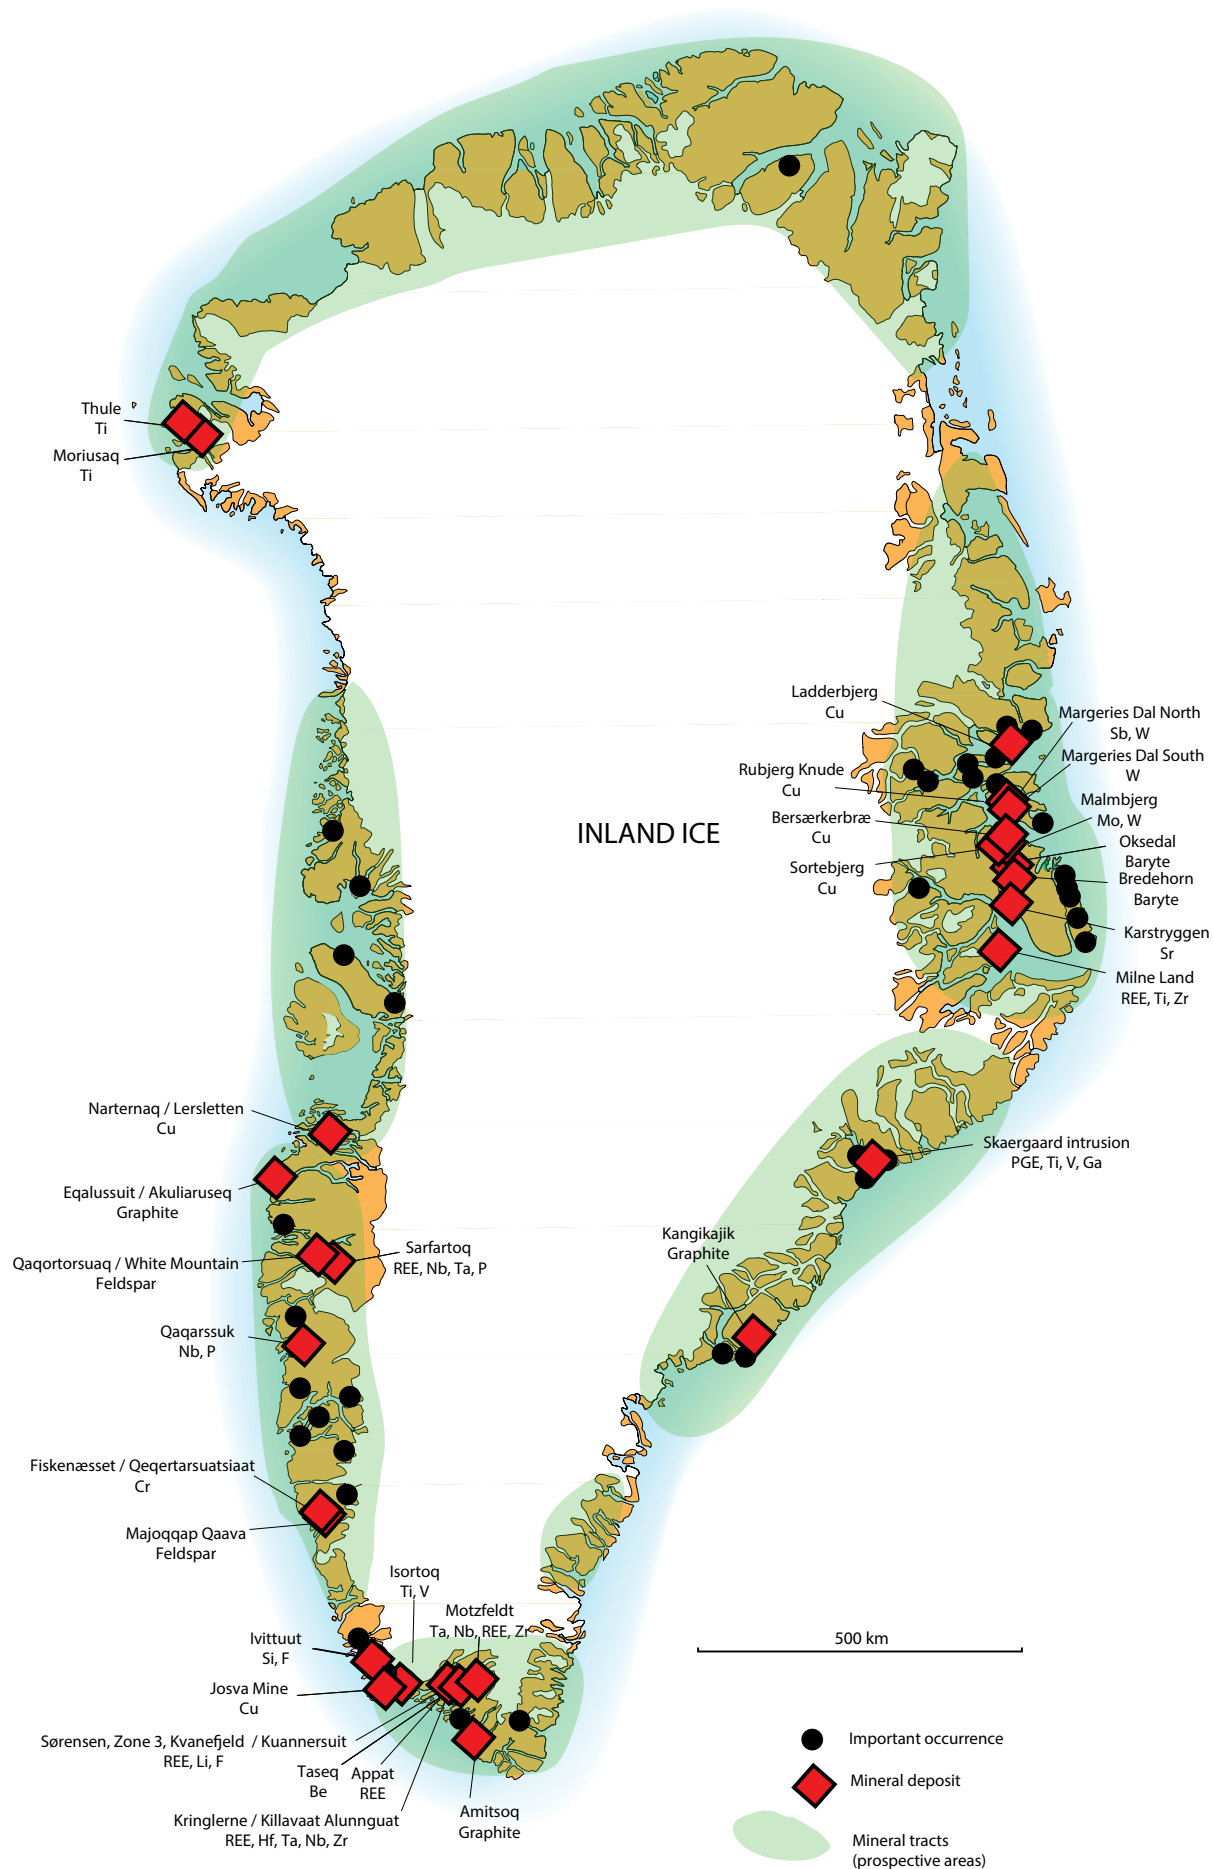 Thule
Ti
Moriusaq
Ti
Ladderbjerg
Cu
Margeries Dal North
Sb, W
Margeries Dal South
W
Rubjerg Knude
Cu
Malmbjerg
Mo, W
Bersærkerbræ
Cu
INLAND ICE
Oksedal
Baryte
Sortebjerg
Cu
Bredehorn
Baryte
Karstryggen
Sr
Milne Land
REE, Ti, Zr
Narternaq / Lersletten
Cu
Skaergaard intrusion
PGE, Ti, V, Ga
Eqalussuit / Akuliaruseq
Graphite
Kangikajik
Graphite
Sarfartoq
REE, Nb, Ta, P
Qaqortorsuaq / White Mountain
Feldspar
Qaqarssuk
Nb, P
Fiskenæsset / Qeqertarsuatsiaat
Cr
Majoqqap Qaava
Feldspar
Isortoq
Ti, V
Motzfeldt
Ta, Nb, REE, Zr
Ivittuut
Si, F
500 km
Josva Mine
Cu
Sørensen, Zone 3, Kvanefjeld / Kuannersuit
REE, Li, F
Taseq
Be
Appat
REE
Kringlerne / Killavaat Alunnguat
REE, Hf, Ta, Nb, Zr
Amitsoq
Graphite
Important occurrence
Mineral deposit
Mineral tracts
(prospective areas)